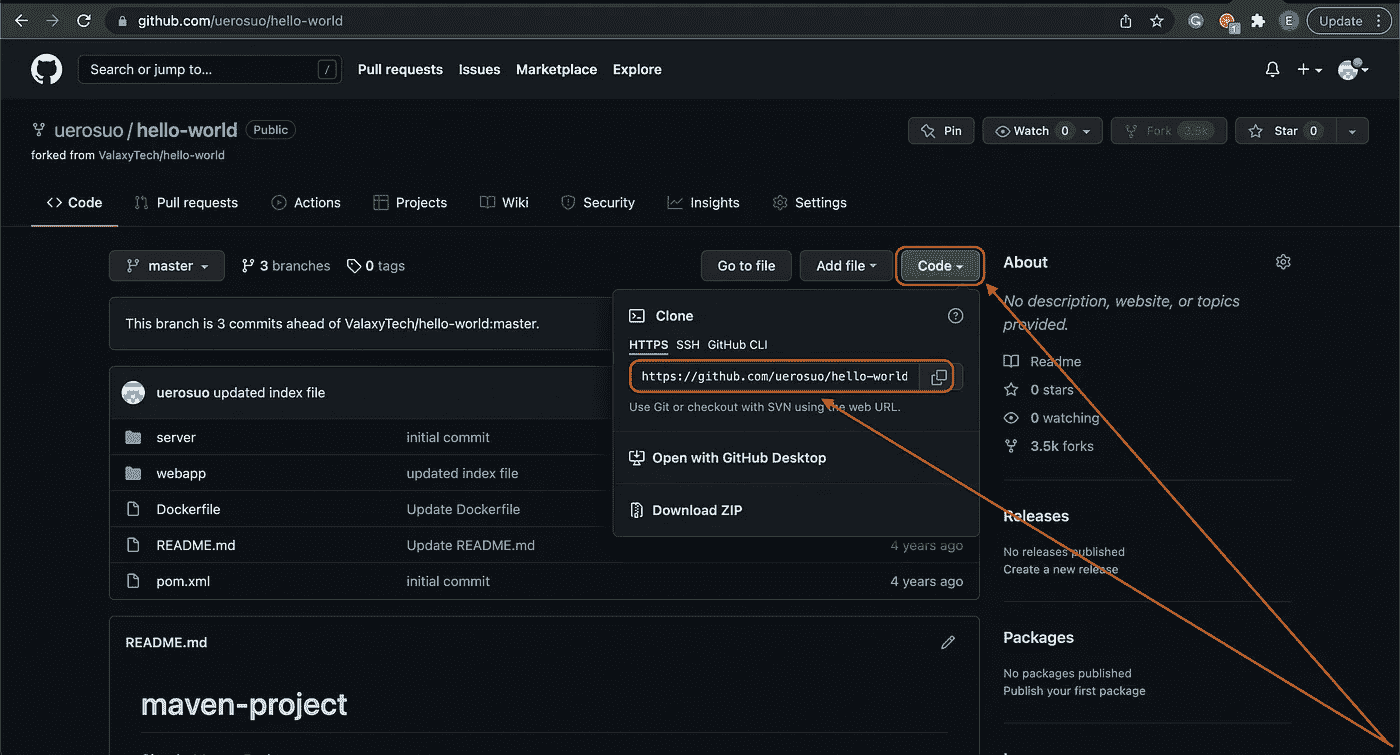 github.com/uerosuo/hello-world
G
1
E
Update
Search or jump to...
/
Pull requests
Issues
Marketplace
Explore
uerosuo / hello-world
Public
Pin
Watch 0
Fork 3.5k
Star 0
forked from ValaxyTech/hello-world
Code
Pull requests
Actions
Projects
Wiki
Security
Insights
Settings
master
3 branches
0 tags
Go to file
Add file
Code
About
This branch is 3 commits ahead of ValaxyTech/hello-world:master.
Clone
?
HTTPS SSH GitHub CLI
https://github.com/uerosuo/hello-world
Use Git or checkout with SVN using the web URL.
Open with GitHub Desktop
Download ZIP
No description, website, or topics
provided.
Readme
0 stars
0 watching
3.5k forks
uerosuo updated index file
server
initial commit
webapp
updated index file
Dockerfile
Update Dockerfile
README.md
Update README.md
4 years ago
pom.xml
initial commit
4 years ago
Releases
No releases published
Create a new release
README.md
maven-project
Packages
No packages published
Publish your first package